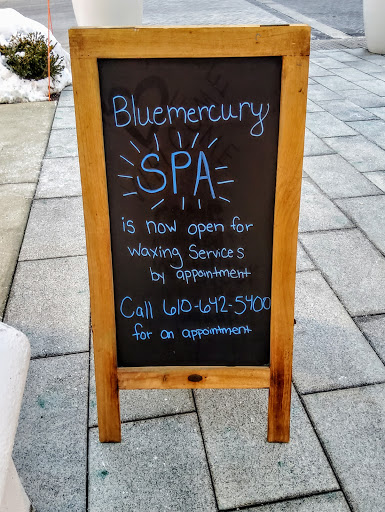 Bluemercury
SPA
is now open for
waxing Services
by appointment
Call 610-642-5400
for an appointment